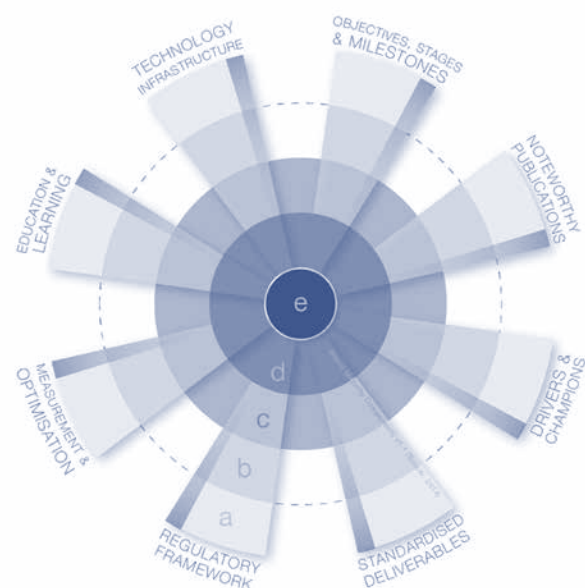 TECHNOLOGY
INFRASTRUCTURE
OBJECTIVES, STAGES
& MILESTONES
NOTEWORTHY
PUBLICATIONS
DRIVERS &
CHAMPIONS
STANDARDISED
DELIVERABLES
REGULATORY
FRAMEWORK
MEASUREMENT &
OPTIMISATION
EDUCATION &
LEARNING
e
d
c
b
a